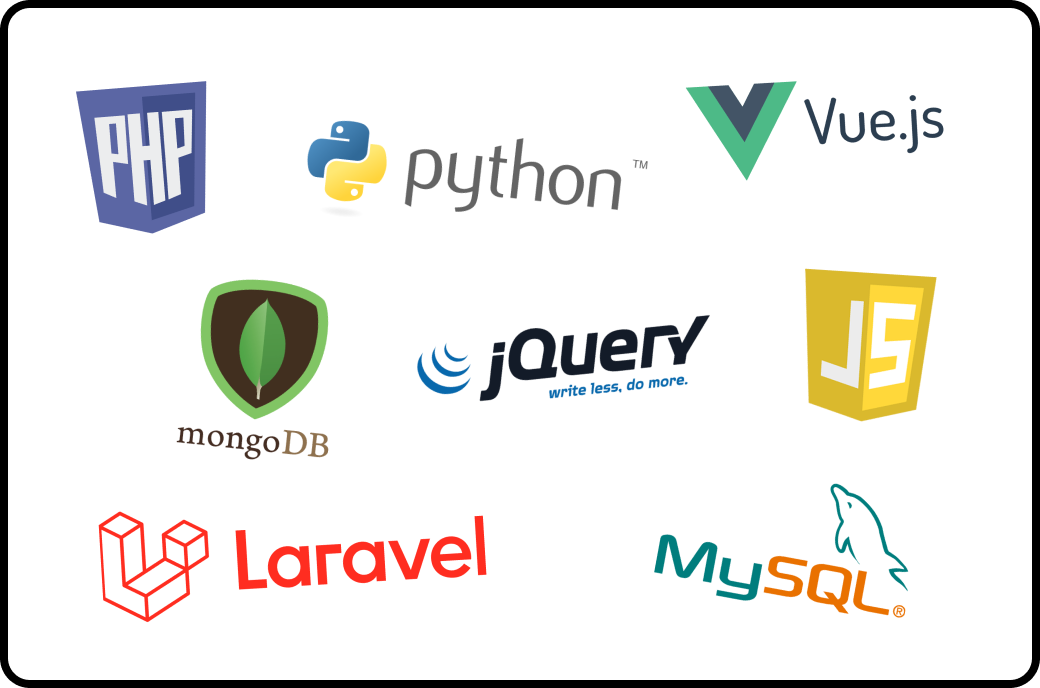 PHP
python™
Vue.js
mongoDB
jQuery
write less, do more.
JS
Laravel
MySQL®